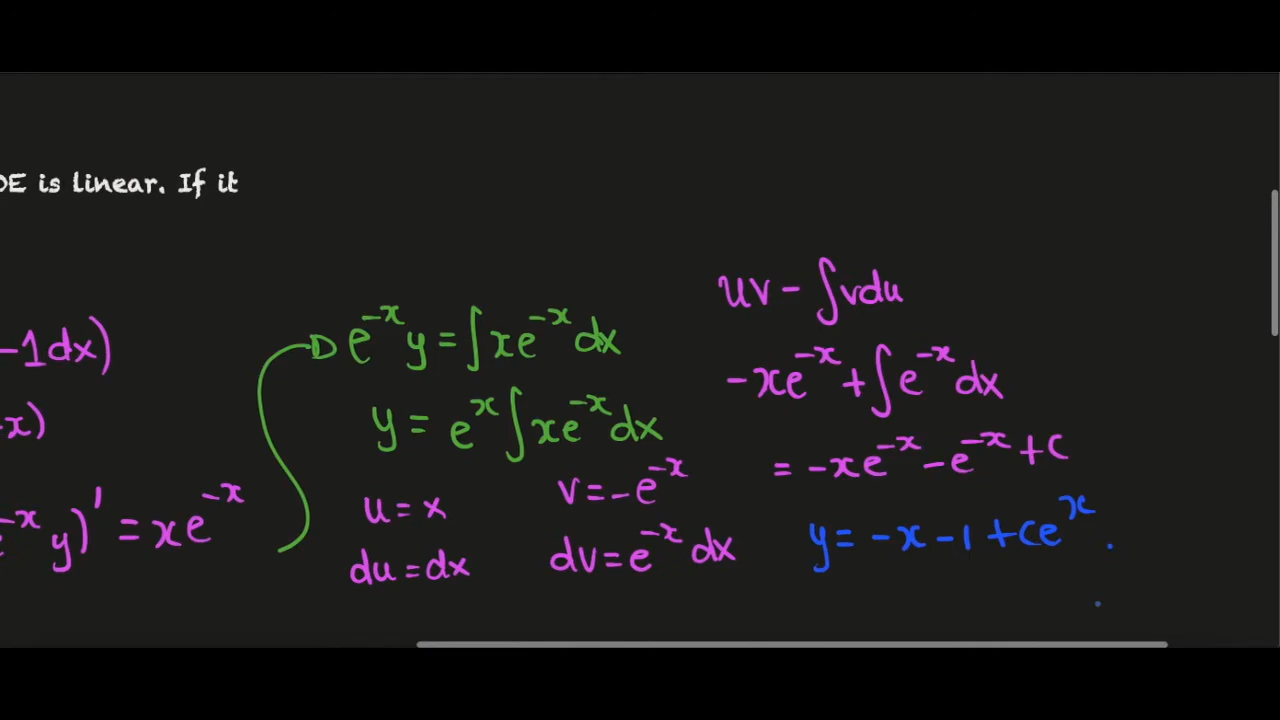 DE is linear. If it
-1dx)
x)
-x y)' = xe^-x
e^-x y = ∫xe^-x dx
y = e^x ∫xe^-x dx
u = x
v = -e^-x
du = dx
dv = e^-x dx
uv - ∫vdu
-xe^-x + ∫e^-x dx
= -xe^-x - e^-x + c
y = -x - 1 + ce^x .